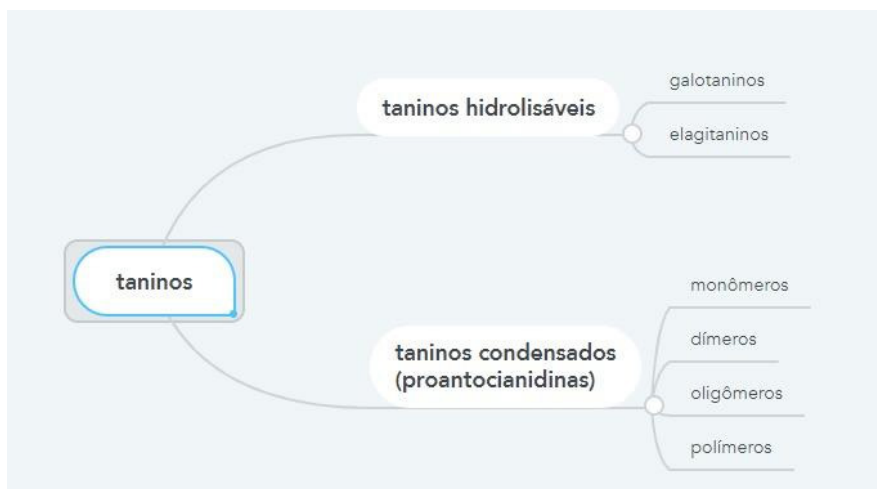 taninos
taninos hidrolisáveis
galotaninos
elagitaninos
taninos condensados
(proantocianidinas)
monômeros
dímeros
oligômeros
polímeros